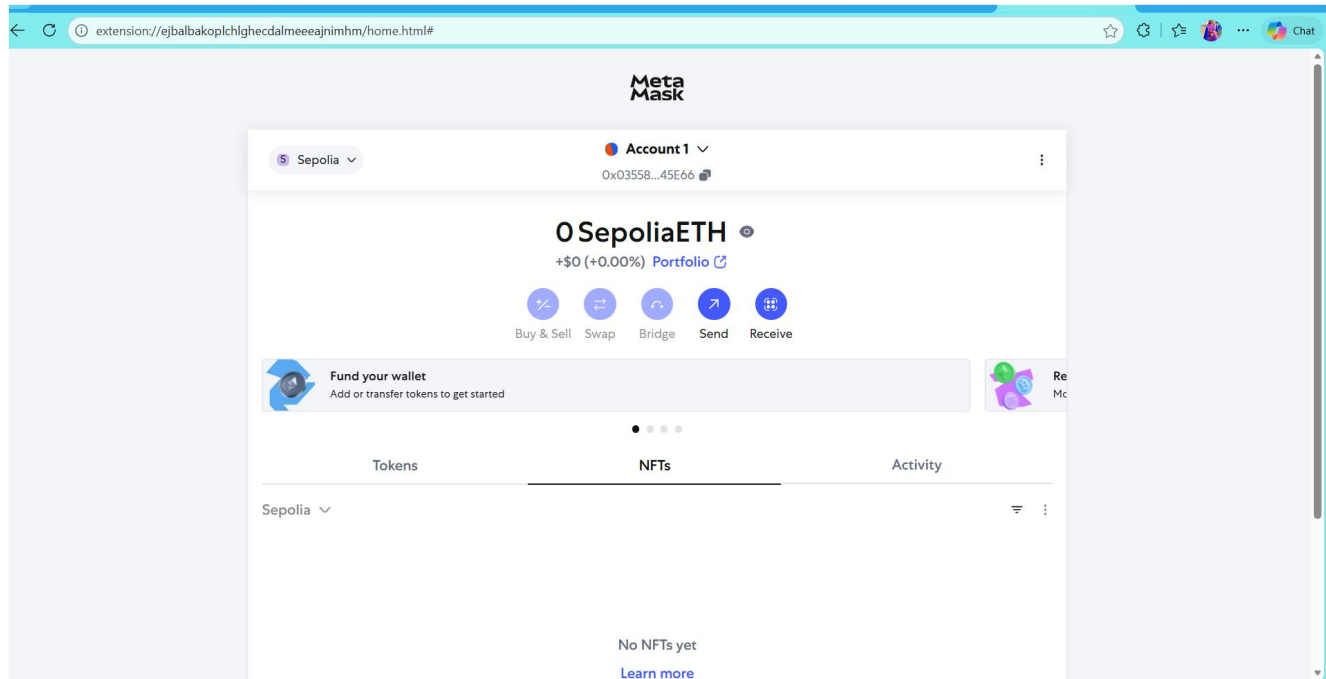 extension://ejbalbakoplchlghecdalmeeeajnimhm/home.html#
Chat
Meta
Mask
S Sepolia
Account 1
0x03558...45E66
0 SepoliaETH
+$0 (+0.00%) Portfolio
Buy & Sell Swap Bridge Send Receive
Fund your wallet
Add or transfer tokens to get started
Re
Mo
Tokens NFTs Activity
Sepolia
No NFTs yet
Learn more